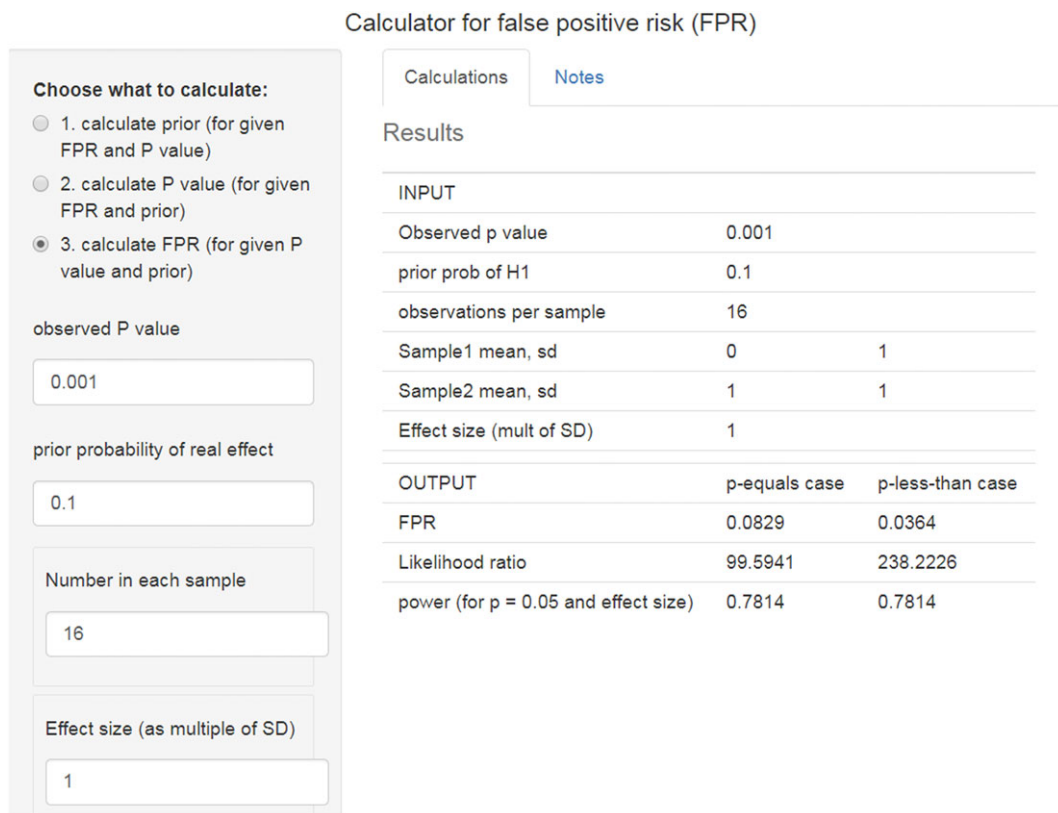 Calculator for false positive risk (FPR)
Choose what to calculate:
1. calculate prior (for given
FPR and P value)
2. calculate P value (for given
FPR and prior)
3. calculate FPR (for given P
value and prior)
observed P value
0.001
prior probability of real effect
0.1
Number in each sample
16
Effect size (as multiple of SD)
1
Calculations Notes
Results
INPUT
Observed p value 0.001
prior prob of H1 0.1
observations per sample 16
Sample1 mean, sd 0 1
Sample2 mean, sd 1 1
Effect size (mult of SD) 1
OUTPUT p-equals case p-less-than case
FPR 0.0829 0.0364
Likelihood ratio 99.5941 238.2226
power (for p = 0.05 and effect size) 0.7814 0.7814